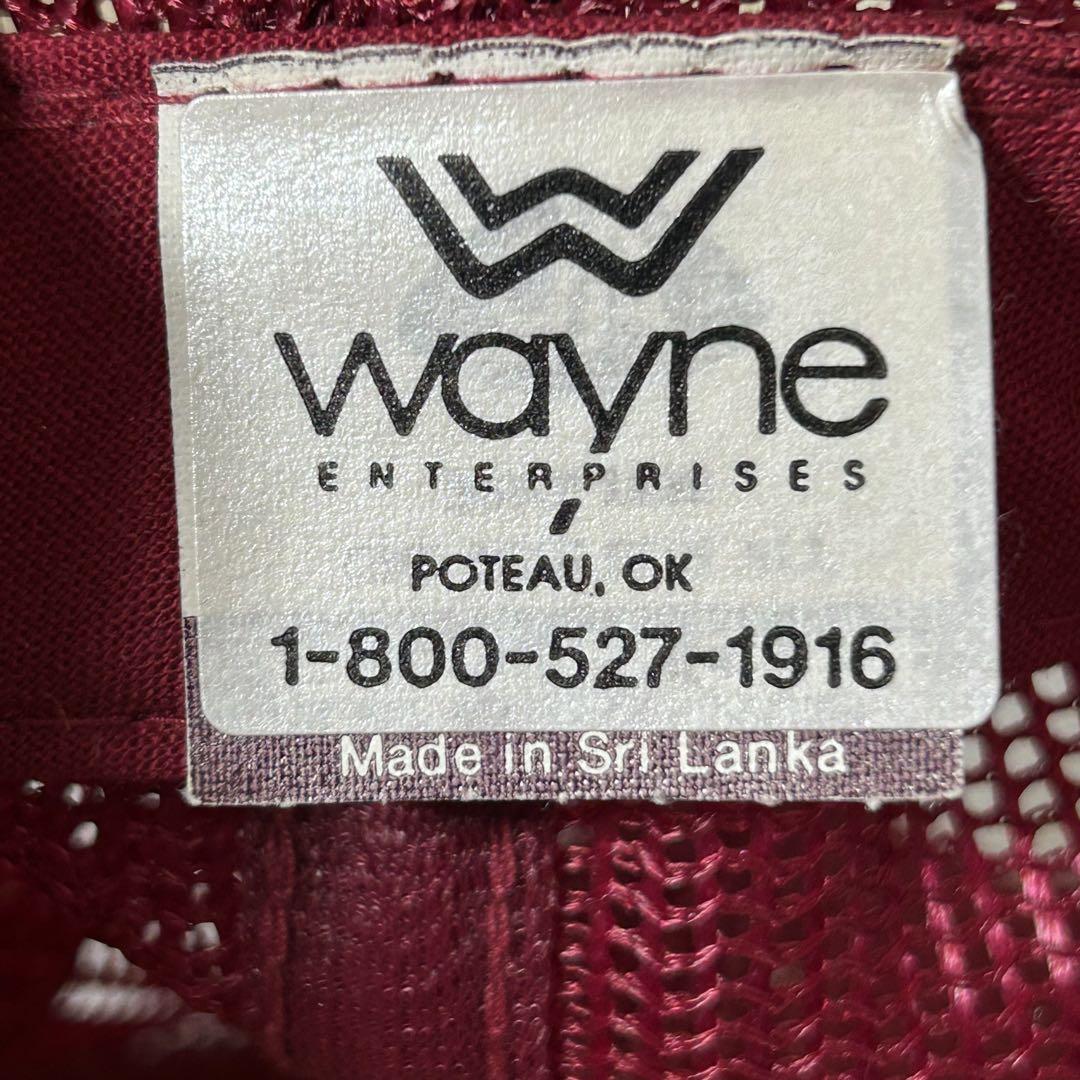 wayne
ENTERPRISES
POTEAU, OK
1-800-527-1916
Made in Sri Lanka